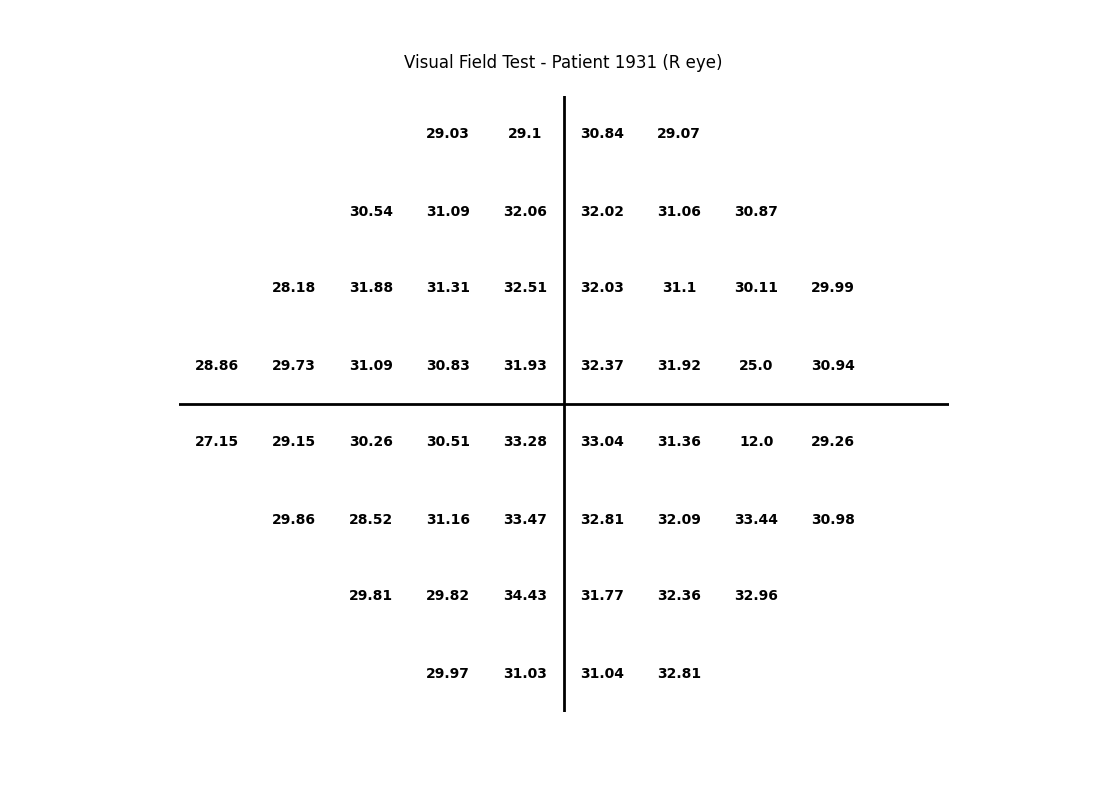 Visual Field Test - Patient 1931 (R eye)
29.03 29.1 30.84 29.07
30.54 31.09 32.06 32.02 31.06 30.87
28.18 31.88 31.31 32.51 32.03 31.1 30.11 29.99
28.86 29.73 31.09 30.83 31.93 32.37 31.92 25.0 30.94
27.15 29.15 30.26 30.51 33.28 33.04 31.36 12.0 29.26
29.86 28.52 31.16 33.47 32.81 32.09 33.44 30.98
29.81 29.82 34.43 31.77 32.36 32.96
29.97 31.03 31.04 32.81